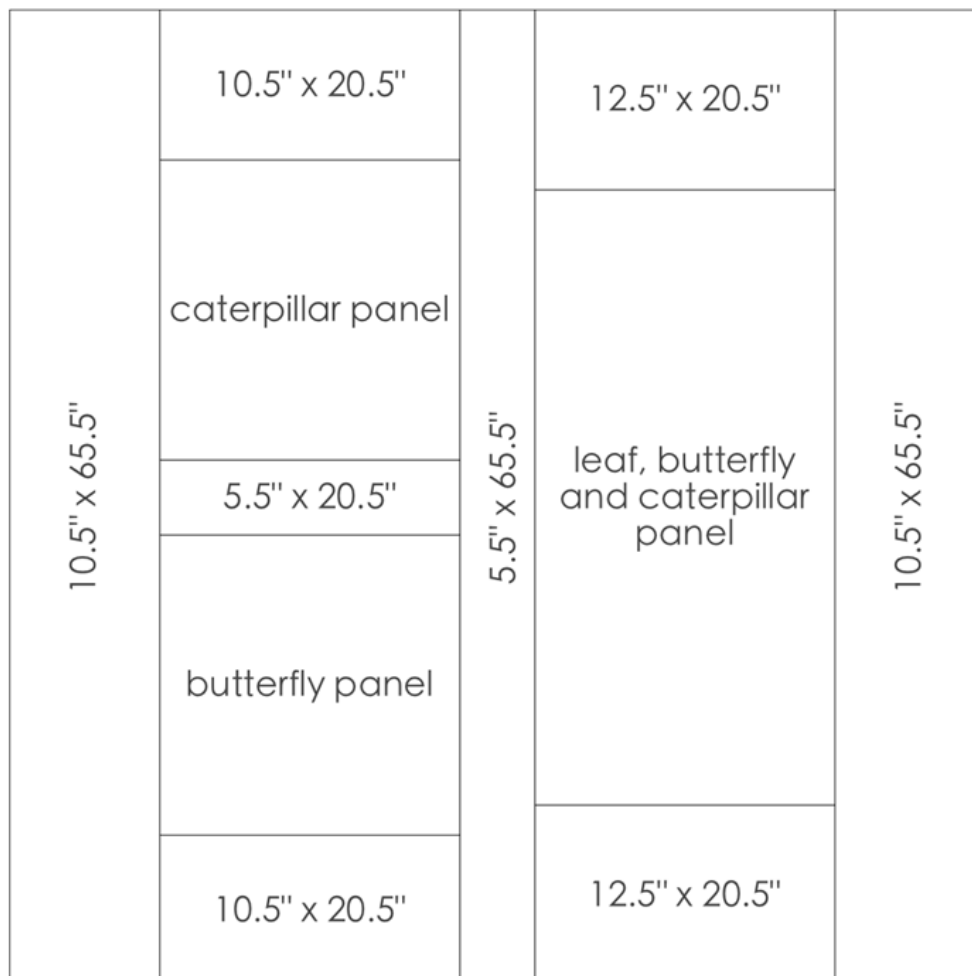 10.5" x 65.5"
10.5" x 20.5"
caterpillar panel
5.5" x 20.5"
butterfly panel
10.5" x 20.5"
5.5" x 65.5"
12.5" x 20.5"
leaf, butterfly
and caterpillar
panel
12.5" x 20.5"
10.5" x 65.5"